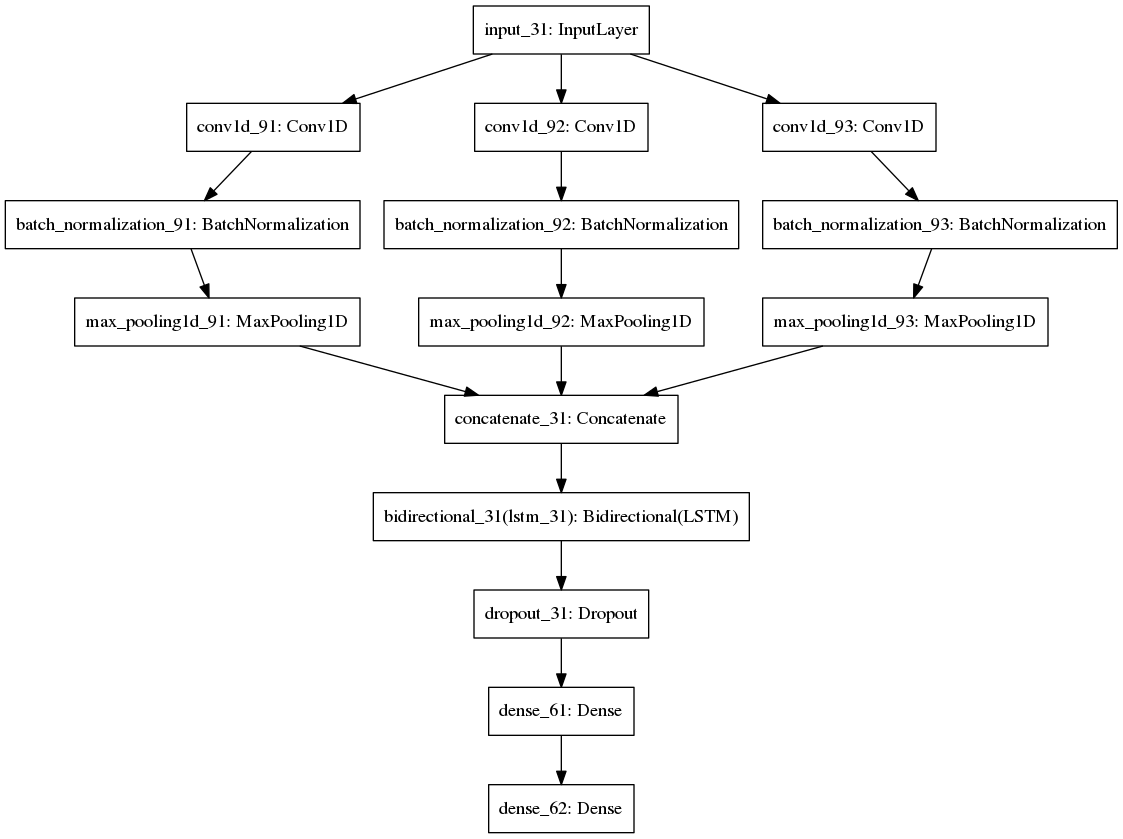 input_31: InputLayer
conv1d_91: Conv1D
conv1d_92: Conv1D
conv1d_93: Conv1D
batch_normalization_91: BatchNormalization
batch_normalization_92: BatchNormalization
batch_normalization_93: BatchNormalization
max_pooling1d_91: MaxPooling1D
max_pooling1d_92: MaxPooling1D
max_pooling1d_93: MaxPooling1D
concatenate_31: Concatenate
bidirectional_31(lstm_31): Bidirectional(LSTM)
dropout_31: Dropout
dense_61: Dense
dense_62: Dense